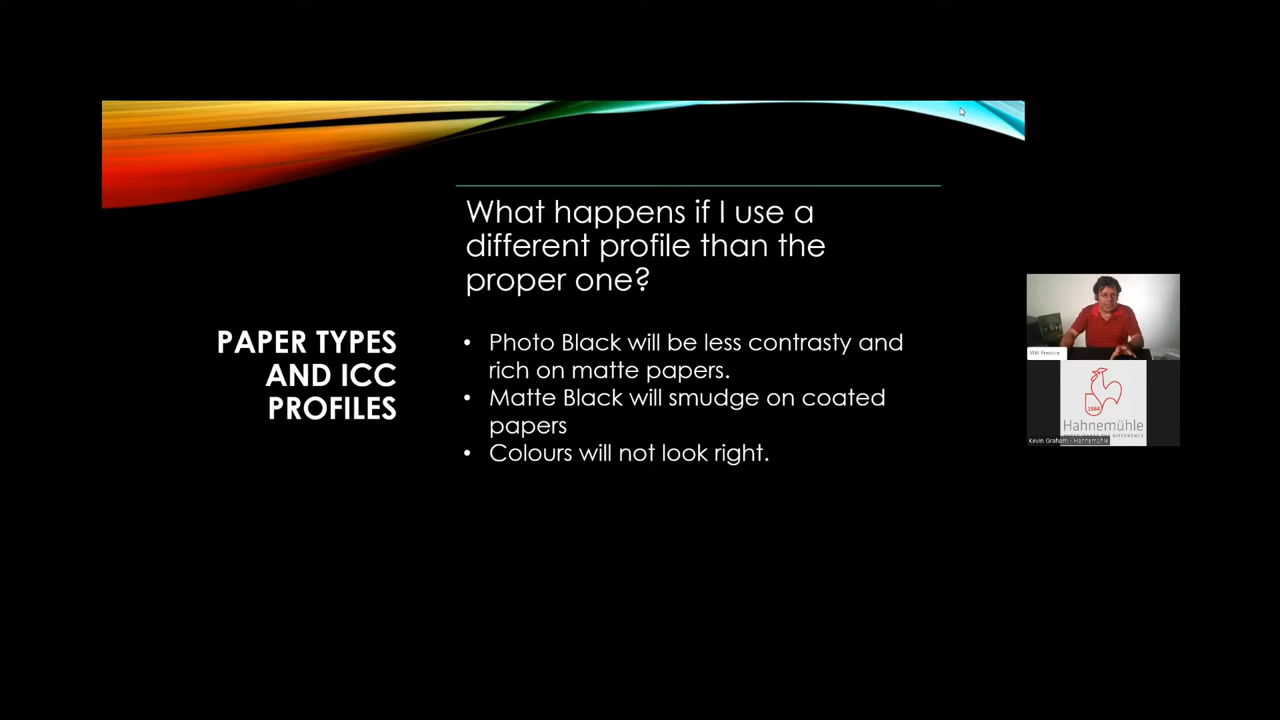 What happens if I use a
different profile than the
proper one?
PAPER TYPES
AND ICC
PROFILES
• Photo Black will be less contrasty and
rich on matte papers.
• Matte Black will smudge on coated
papers
• Colours will not look right.
Will Prentice
1584
Hahnemühle
Kevin Graham - Hahnemühle